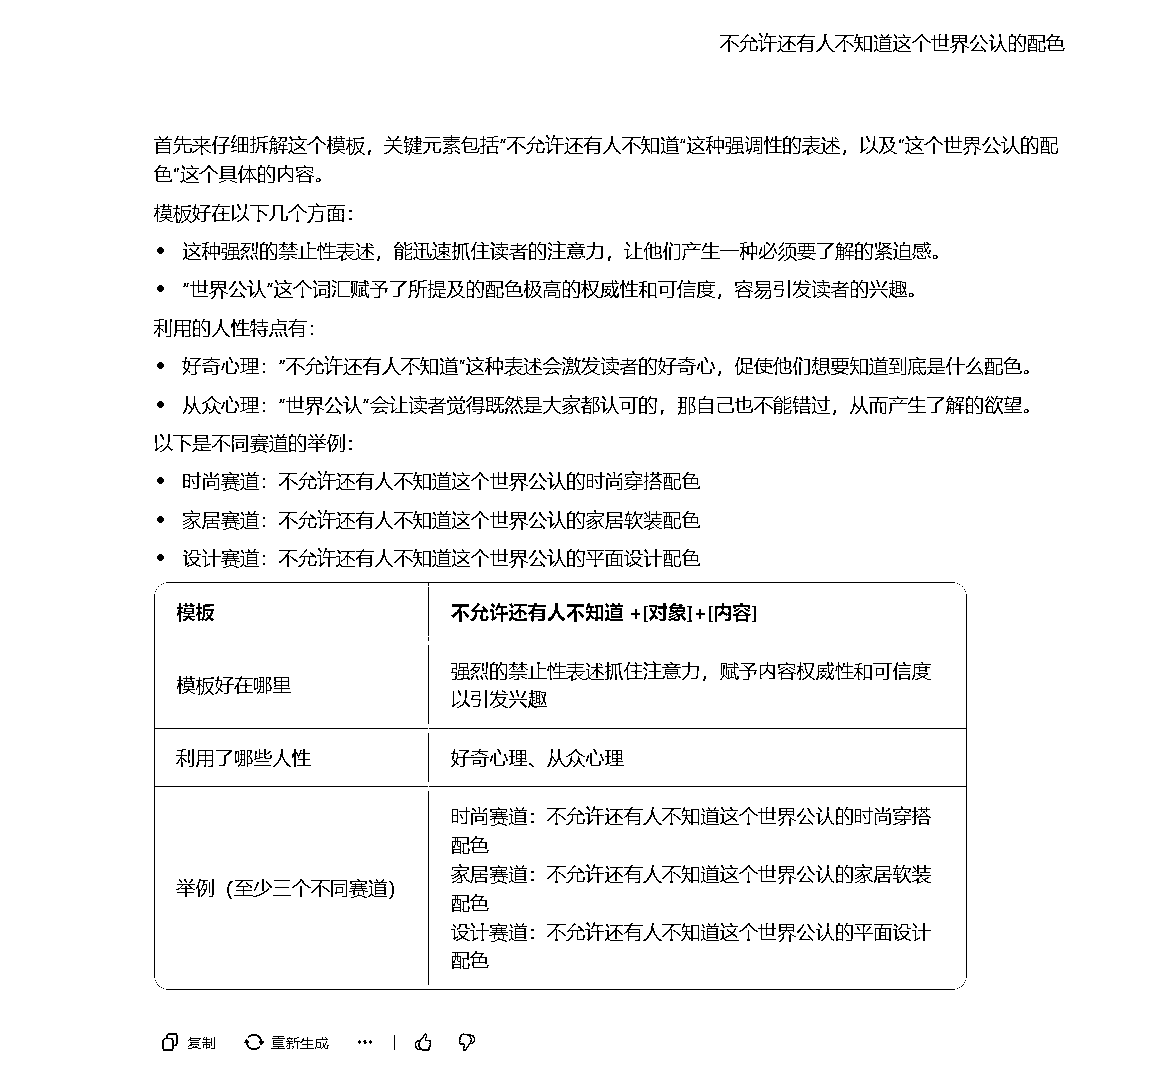 不允许还有人不知道这个世界公认的配色
首先来仔细拆解这个模板，关键元素包括“不允许还有人不知道”这种强调性的表述，以及“这个世界公认的配
色”这个具体的内容。
模板好在以下几个方面：
• 这种强烈的禁止性表述，能迅速抓住读者的注意力，让他们产生一种必须要了解的紧迫感。
• “世界公认”这个词汇赋予了所提及的配色极高的权威性和可信度，容易引发读者的兴趣。
利用的人性特点有：
• 好奇心理：“不允许还有人不知道”这种表述会激发读者的好奇心，促使他们想要知道到底是什么配色。
• 从众心理：“世界公认”会让读者觉得既然是大家都认可的，那自己也不能错过，从而产生了解的欲望。
以下是不同赛道的举例：
• 时尚赛道：不允许还有人不知道这个世界公认的时尚穿搭配色
• 家居赛道：不允许还有人不知道这个世界公认的家居软装配色
• 设计赛道：不允许还有人不知道这个世界公认的平面设计配色
模板
不允许还有人不知道 +[对象]+[内容]
模板好在哪里
强烈的禁止性表述抓住注意力，赋予内容权威性和可信度
以引发兴趣
利用了哪些人性
好奇心理、从众心理
举例（至少三个不同赛道）
时尚赛道：不允许还有人不知道这个世界公认的时尚穿搭
配色
家居赛道：不允许还有人不知道这个世界公认的家居软装
配色
设计赛道：不允许还有人不知道这个世界公认的平面设计
配色
复制 重新生成